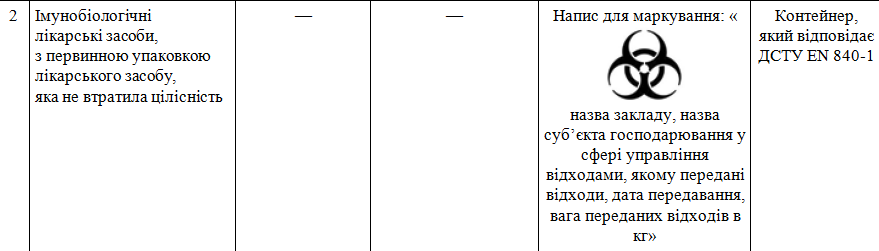 2
Імунобіологічні
лікарські засоби,
з первинною упаковкою
лікарського засобу,
яка не втратила цілісність
—
—
Напис для маркування: «
назва закладу, назва
суб’єкта господарювання у
сфері управління
відходами, якому передані
відходи, дата передавання,
вага переданих відходів в
кг»
Контейнер,
який відповідає
ДСТУ EN 840-1